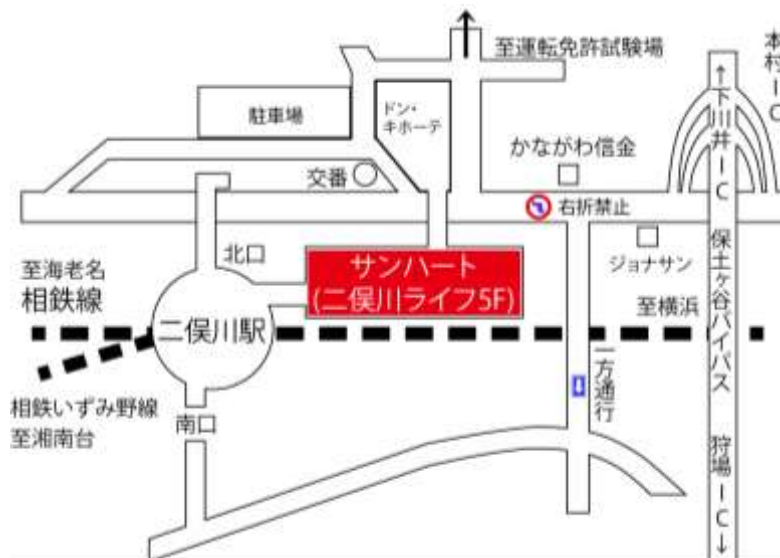 至運転免許試験場
本村IC
駐車場
ドン・
キホーテ
↑下川井IC 保土ヶ谷バイパス 狩場IC↓
かながわ信金
交番
右折禁止
北口
サンハート
(二俣川ライフ5F)
ジョナサン
至海老名
相鉄線
至横浜
二俣川駅
一方通行
相鉄いずみ野線
至湘南台
南口